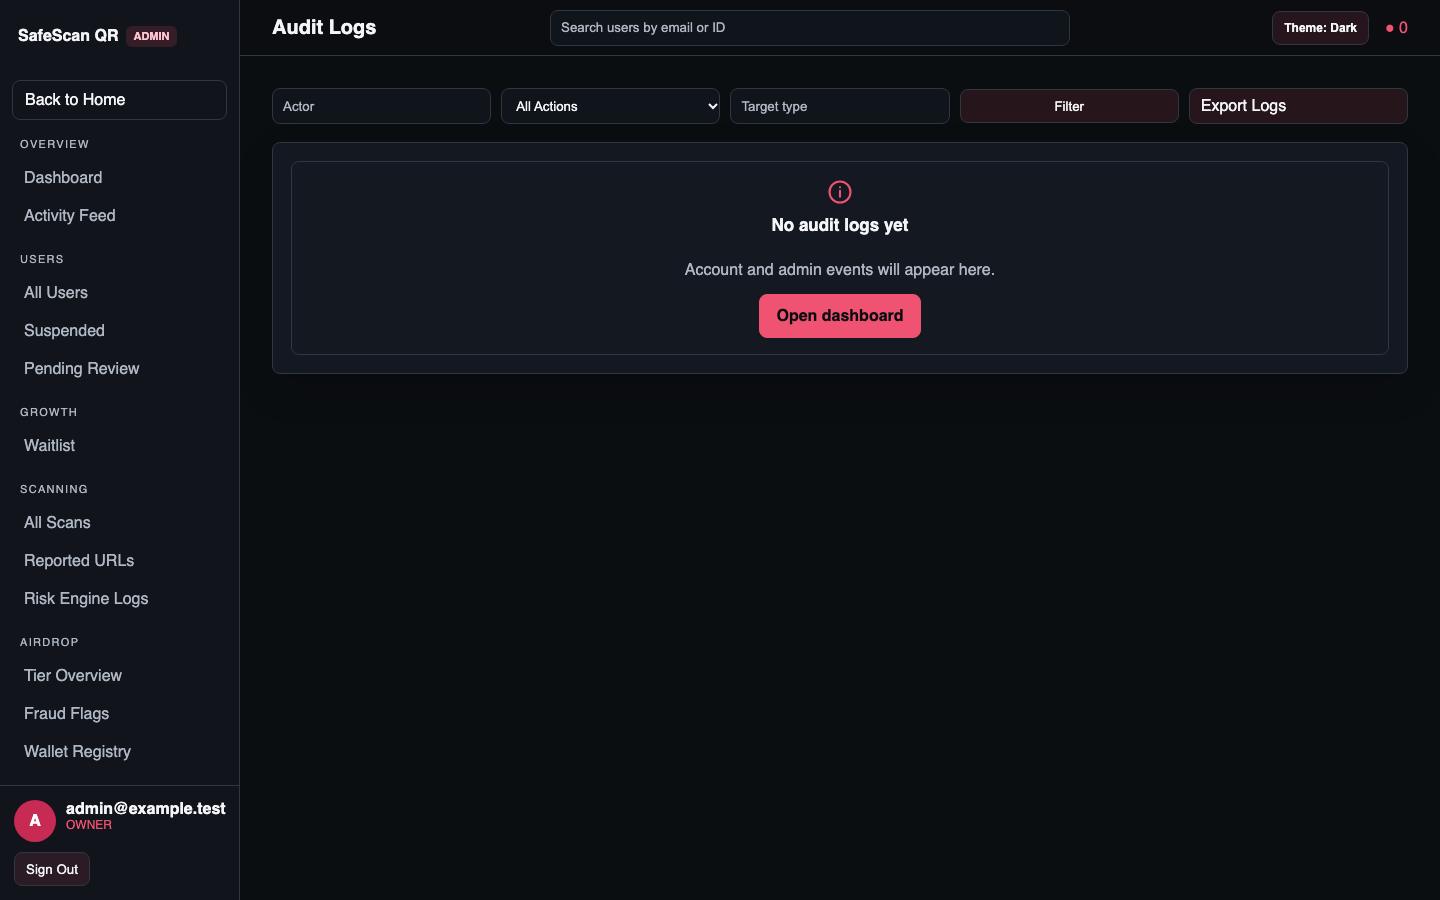 SafeScan QR ADMIN
Back to Home
OVERVIEW
Dashboard
Activity Feed
USERS
All Users
Suspended
Pending Review
GROWTH
Waitlist
SCANNING
All Scans
Reported URLs
Risk Engine Logs
AIRDROP
Tier Overview
Fraud Flags
Wallet Registry
A
admin@example.test
OWNER
Sign Out
Audit Logs
Search users by email or ID
Theme: Dark
0
Actor
All Actions
Target type
Filter
Export Logs
No audit logs yet
Account and admin events will appear here.
Open dashboard